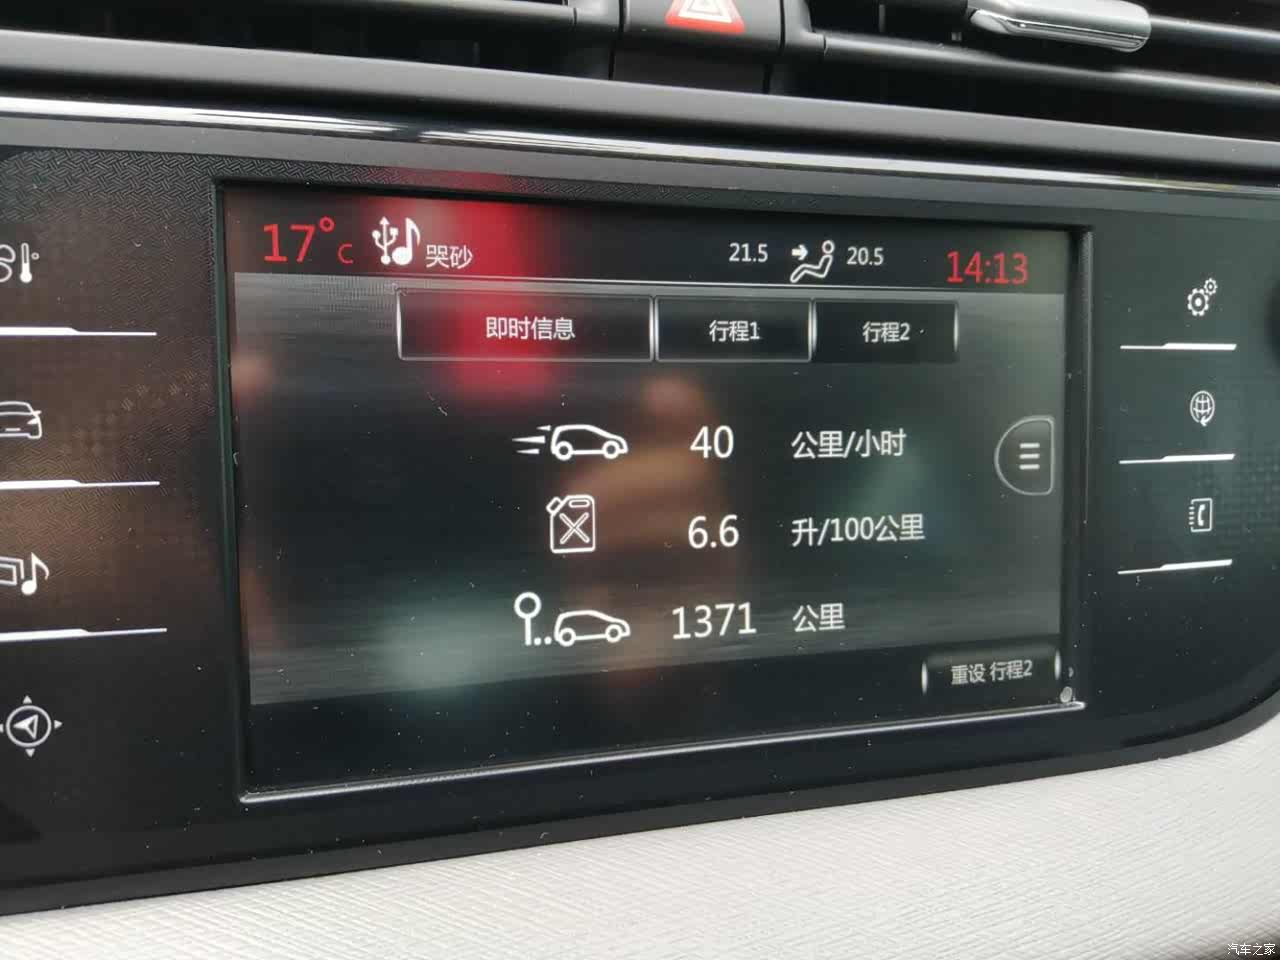 17°C 哭砂 21.5 20.5 14:13
即时信息 行程1 行程2
40 公里/小时
6.6 升/100公里
1371 公里
重设 行程2
汽车之家